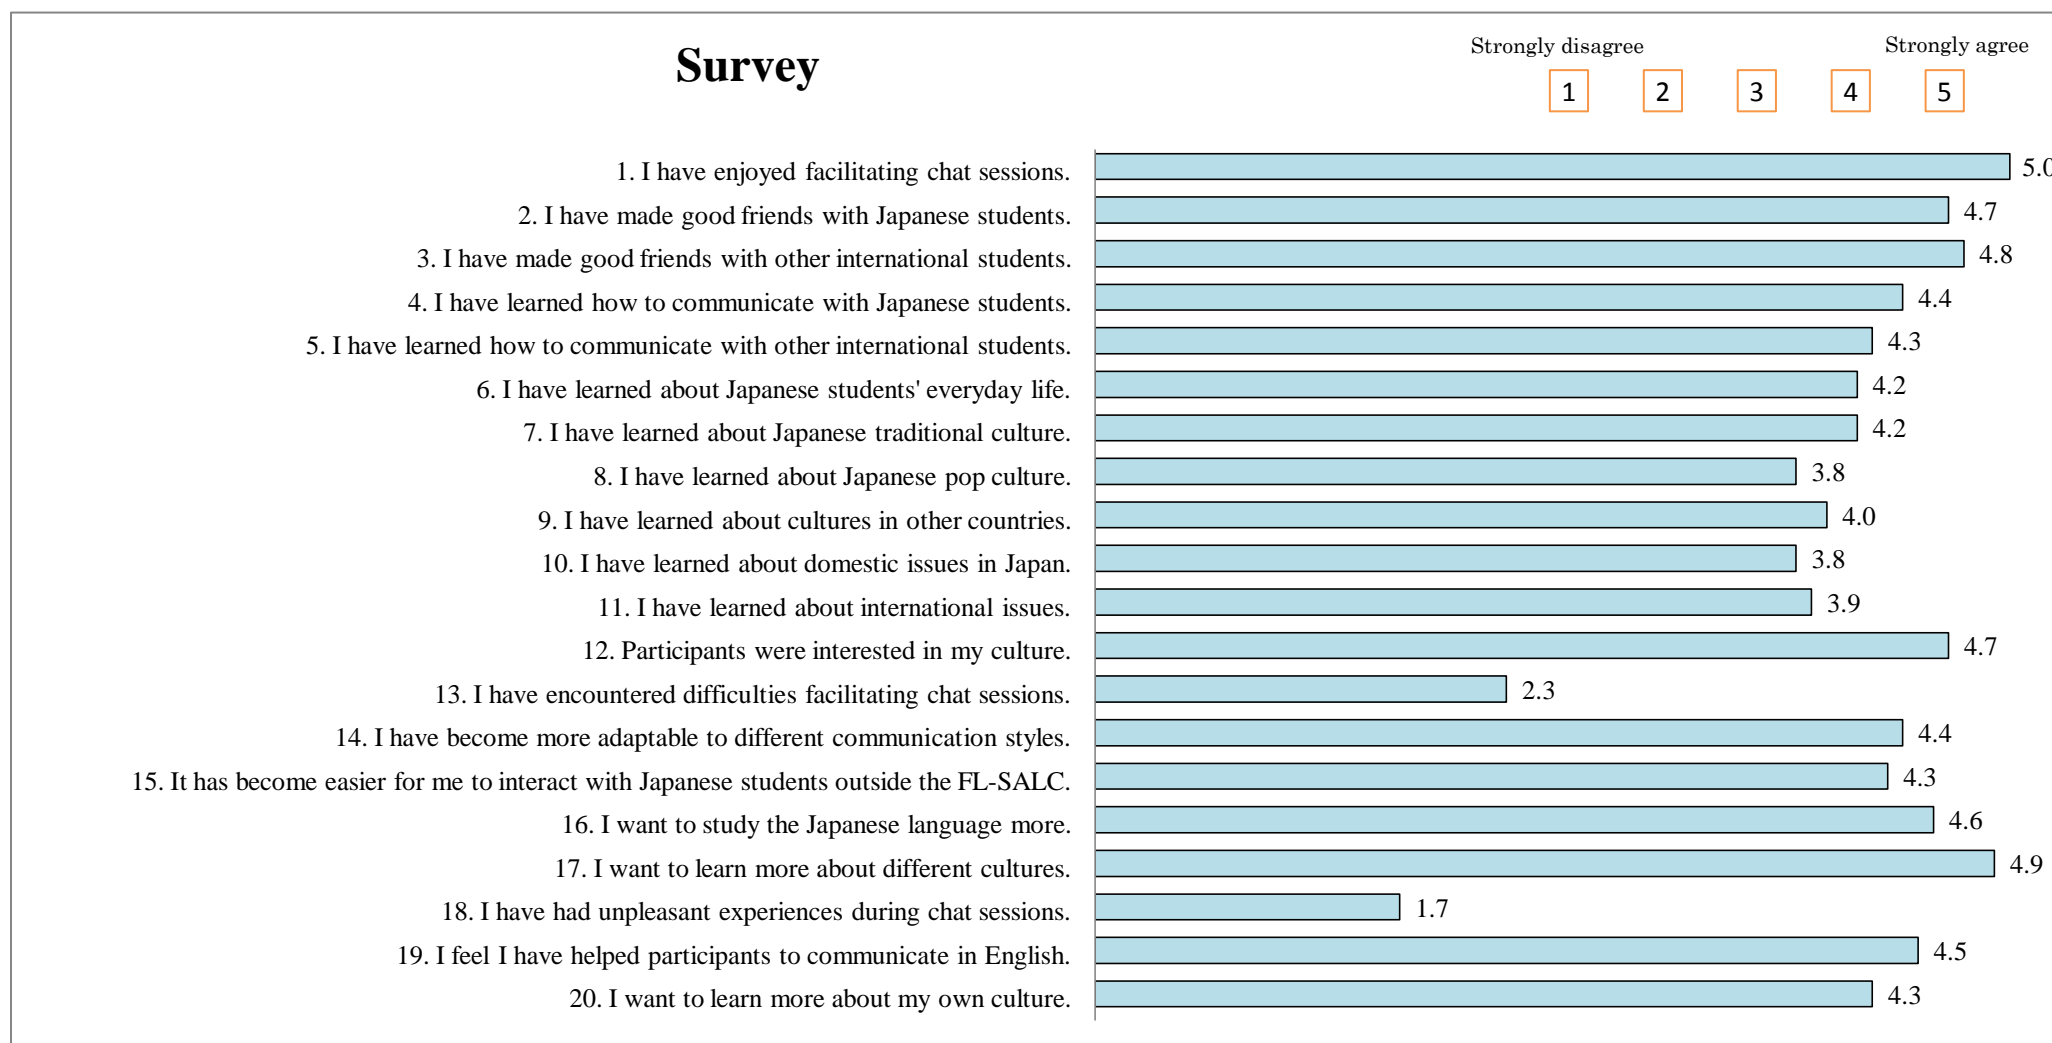 Survey
Strongly disagree Strongly agree
1 2 3 4 5
1. I have enjoyed facilitating chat sessions. 5.0
2. I have made good friends with Japanese students. 4.7
3. I have made good friends with other international students. 4.8
4. I have learned how to communicate with Japanese students. 4.4
5. I have learned how to communicate with other international students. 4.3
6. I have learned about Japanese students' everyday life. 4.2
7. I have learned about Japanese traditional culture. 4.2
8. I have learned about Japanese pop culture. 3.8
9. I have learned about cultures in other countries. 4.0
10. I have learned about domestic issues in Japan. 3.8
11. I have learned about international issues. 3.9
12. Participants were interested in my culture. 4.7
13. I have encountered difficulties facilitating chat sessions. 2.3
14. I have become more adaptable to different communication styles. 4.4
15. It has become easier for me to interact with Japanese students outside the FL-SALC. 4.3
16. I want to study the Japanese language more. 4.6
17. I want to learn more about different cultures. 4.9
18. I have had unpleasant experiences during chat sessions. 1.7
19. I feel I have helped participants to communicate in English. 4.5
20. I want to learn more about my own culture. 4.3